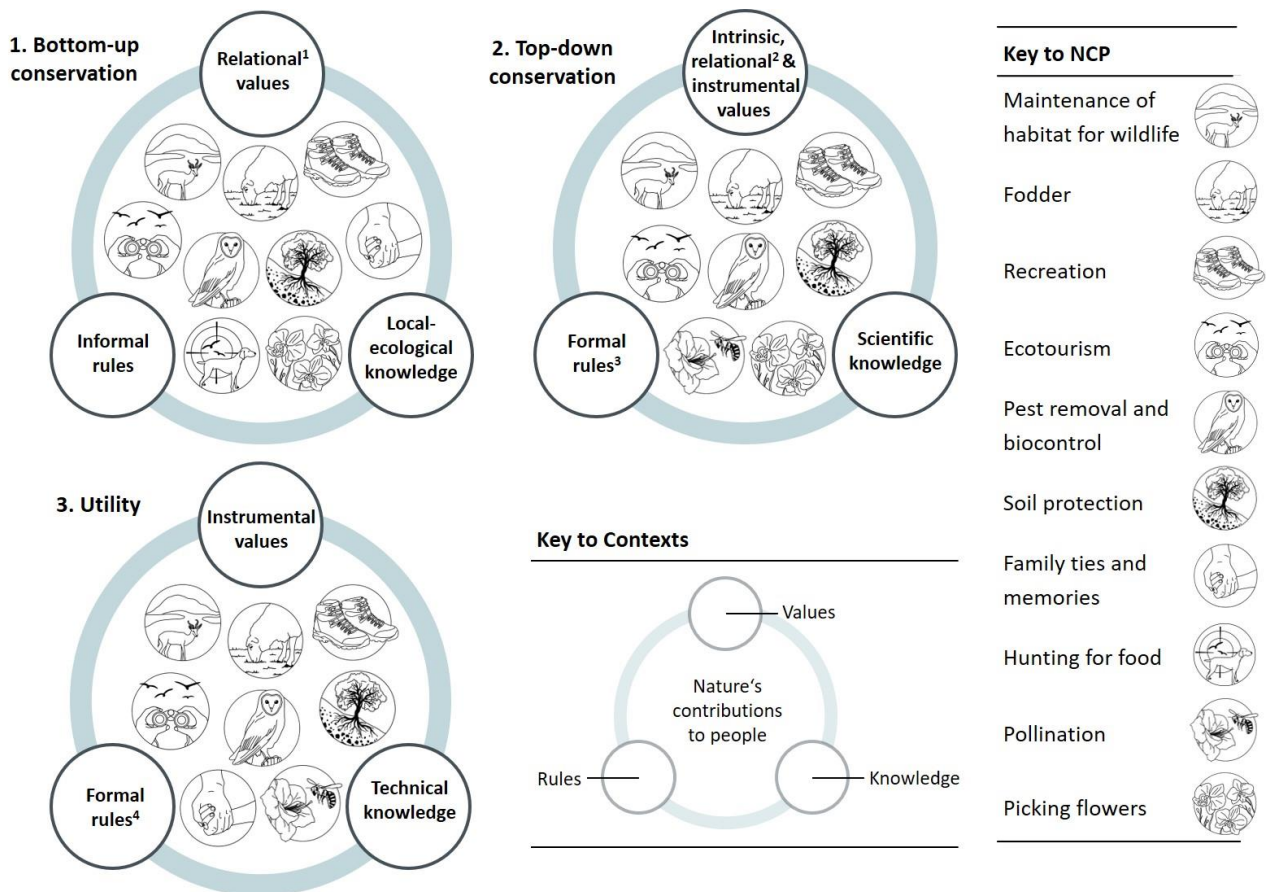 1. Bottom-up
conservation
Relational¹
values
Informal
rules
Local-
ecological
knowledge
2. Top-down
conservation
Intrinsic,
relational² &
instrumental
values
Formal
rules³
Scientific
knowledge
3. Utility
Instrumental
values
Formal
rules⁴
Technical
knowledge
Key to Contexts
Values
Nature‘s
contributions
to people
Rules
Knowledge
Key to NCP
Maintenance of
habitat for wildlife
Fodder
Recreation
Ecotourism
Pest removal and
biocontrol
Soil protection
Family ties and
memories
Hunting for food
Pollination
Picking flowers